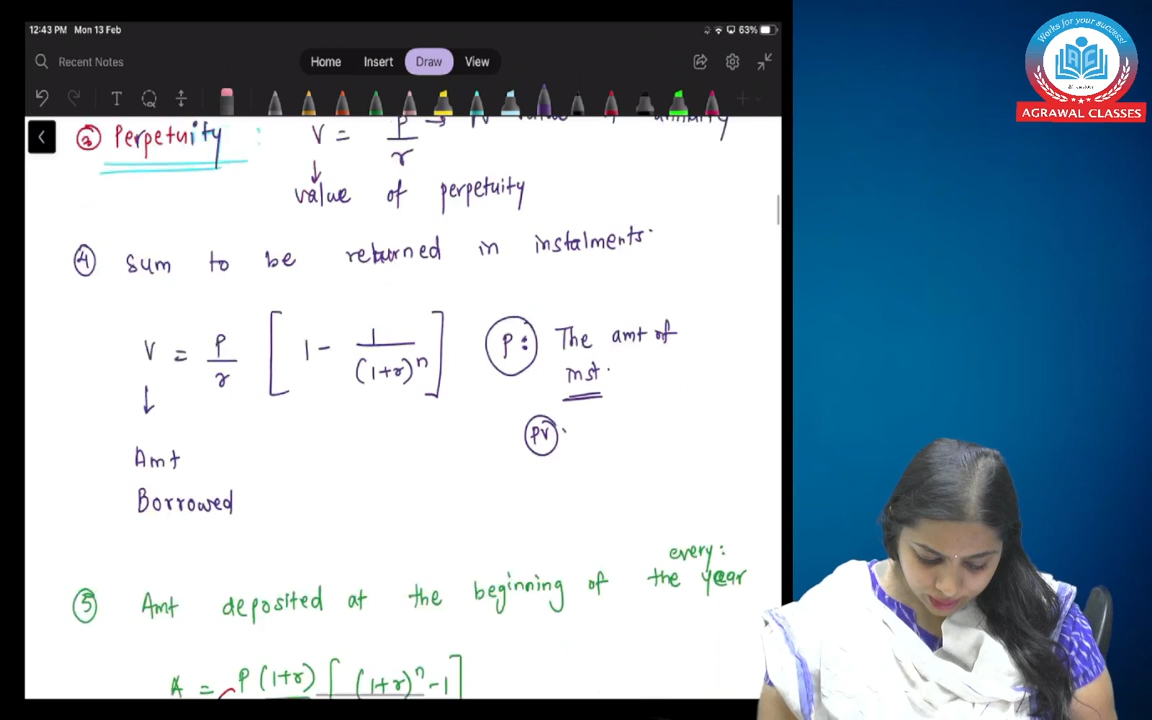 12:43 PM Mon 13 Feb
63%
Recent Notes
Home Insert Draw View
T
③ Perpetuity : V = P/r →
value of perpetuity
④ Sum to be returned in instalments.
V = P/r [ 1 - 1/(1+r)^n ] P : The amt of inst.
PV
Amt
Borrowed
every :
⑤ Amt deposited at the beginning of the year
A = P(1+r) [ (1+r)^n - 1 ]
Works for your success!
AC
AGRAWAL CLASSES